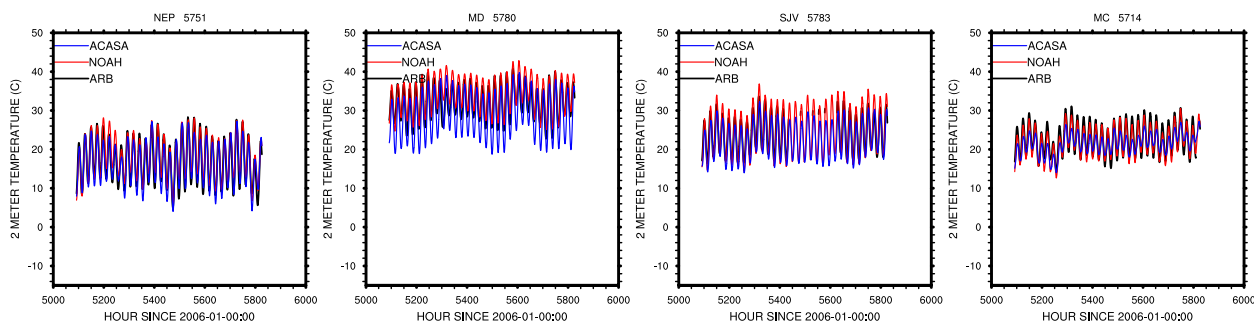 NEP 5751
2 METER TEMPERATURE (C)
50
40
30
20
10
0
-10
ACASA
NOAH
ARB
5000 5200 5400 5600 5800 6000
HOUR SINCE 2006-01-00:00
MD 5780
2 METER TEMPERATURE (C)
50
40
30
20
10
0
-10
ACASA
NOAH
ARB
5000 5200 5400 5600 5800 6000
HOUR SINCE 2006-01-00:00
SJV 5783
2 METER TEMPERATURE (C)
50
40
30
20
10
0
-10
ACASA
NOAH
ARB
5000 5200 5400 5600 5800 6000
HOUR SINCE 2006-01-00:00
MC 5714
2 METER TEMPERATURE (C)
50
40
30
20
10
0
-10
ACASA
NOAH
ARB
5000 5200 5400 5600 5800 6000
HOUR SINCE 2006-01-00:00